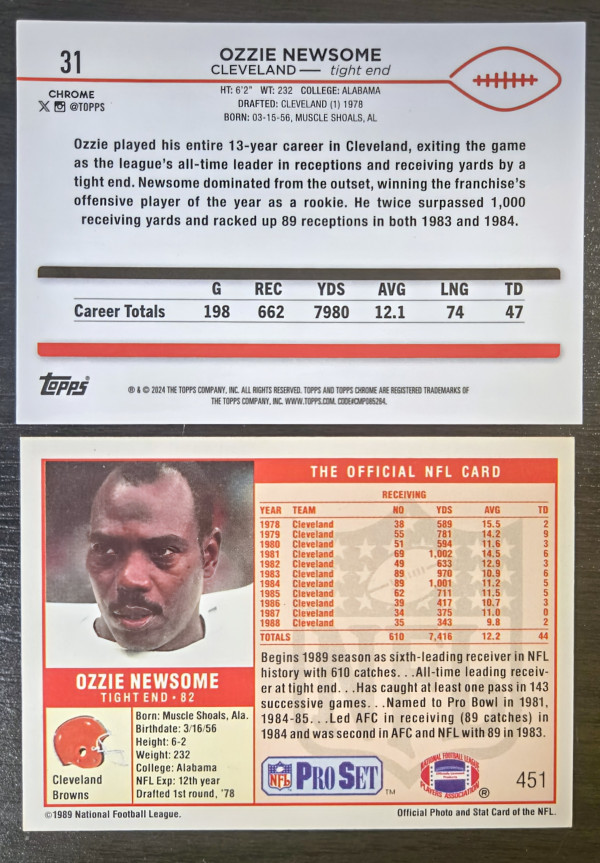 31
OZZIE NEWSOME
CLEVELAND — tight end
CHROME
@TOPPS
HT: 6'2" WT: 232 COLLEGE: ALABAMA
DRAFTED: CLEVELAND (1) 1978
BORN: 03-15-56, MUSCLE SHOALS, AL
Ozzie played his entire 13-year career in Cleveland, exiting the game
as the league's all-time leader in receptions and receiving yards by a
tight end. Newsome dominated from the outset, winning the franchise's
offensive player of the year as a rookie. He twice surpassed 1,000
receiving yards and racked up 89 receptions in both 1983 and 1984.
G REC YDS AVG LNG TD
Career Totals 198 662 7980 12.1 74 47
Topps®
® & © 2024 THE TOPPS COMPANY, INC. ALL RIGHTS RESERVED. TOPPS AND TOPPS CHROME ARE REGISTERED TRADEMARKS OF
THE TOPPS COMPANY, INC. WWW.TOPPS.COM. CODE#CMP085264.
THE OFFICIAL NFL CARD
RECEIVING
YEAR TEAM NO YDS AVG TD
1978 Cleveland 38 589 15.5 2
1979 Cleveland 55 781 14.2 9
1980 Cleveland 51 594 11.6 3
1981 Cleveland 69 1,002 14.5 6
1982 Cleveland 49 633 12.9 3
1983 Cleveland 89 970 10.9 6
1984 Cleveland 89 1,001 11.2 5
1985 Cleveland 62 711 11.5 5
1986 Cleveland 39 417 10.7 3
1987 Cleveland 34 375 11.0 0
1988 Cleveland 35 343 9.8 2
TOTALS 610 7,416 12.2 44
OZZIE NEWSOME
TIGHT END • 82
Cleveland
Browns
Born: Muscle Shoals, Ala.
Birthdate: 3/16/56
Height: 6-2
Weight: 232
College: Alabama
NFL Exp: 12th year
Drafted 1st round, '78
Begins 1989 season as sixth-leading receiver in NFL
history with 610 catches. . .All-time leading receiv-
er at tight end. . .Has caught at least one pass in 143
successive games. . .Named to Pro Bowl in 1981,
1984-85. . .Led AFC in receiving (89 catches) in
1984 and was second in AFC and NFL with 89 in 1983.
NFL PRO SET™
NATIONAL FOOTBALL LEAGUE
PLAYERS ASSOCIATION ®
451
©1989 National Football League.
Official Photo and Stat Card of the NFL.